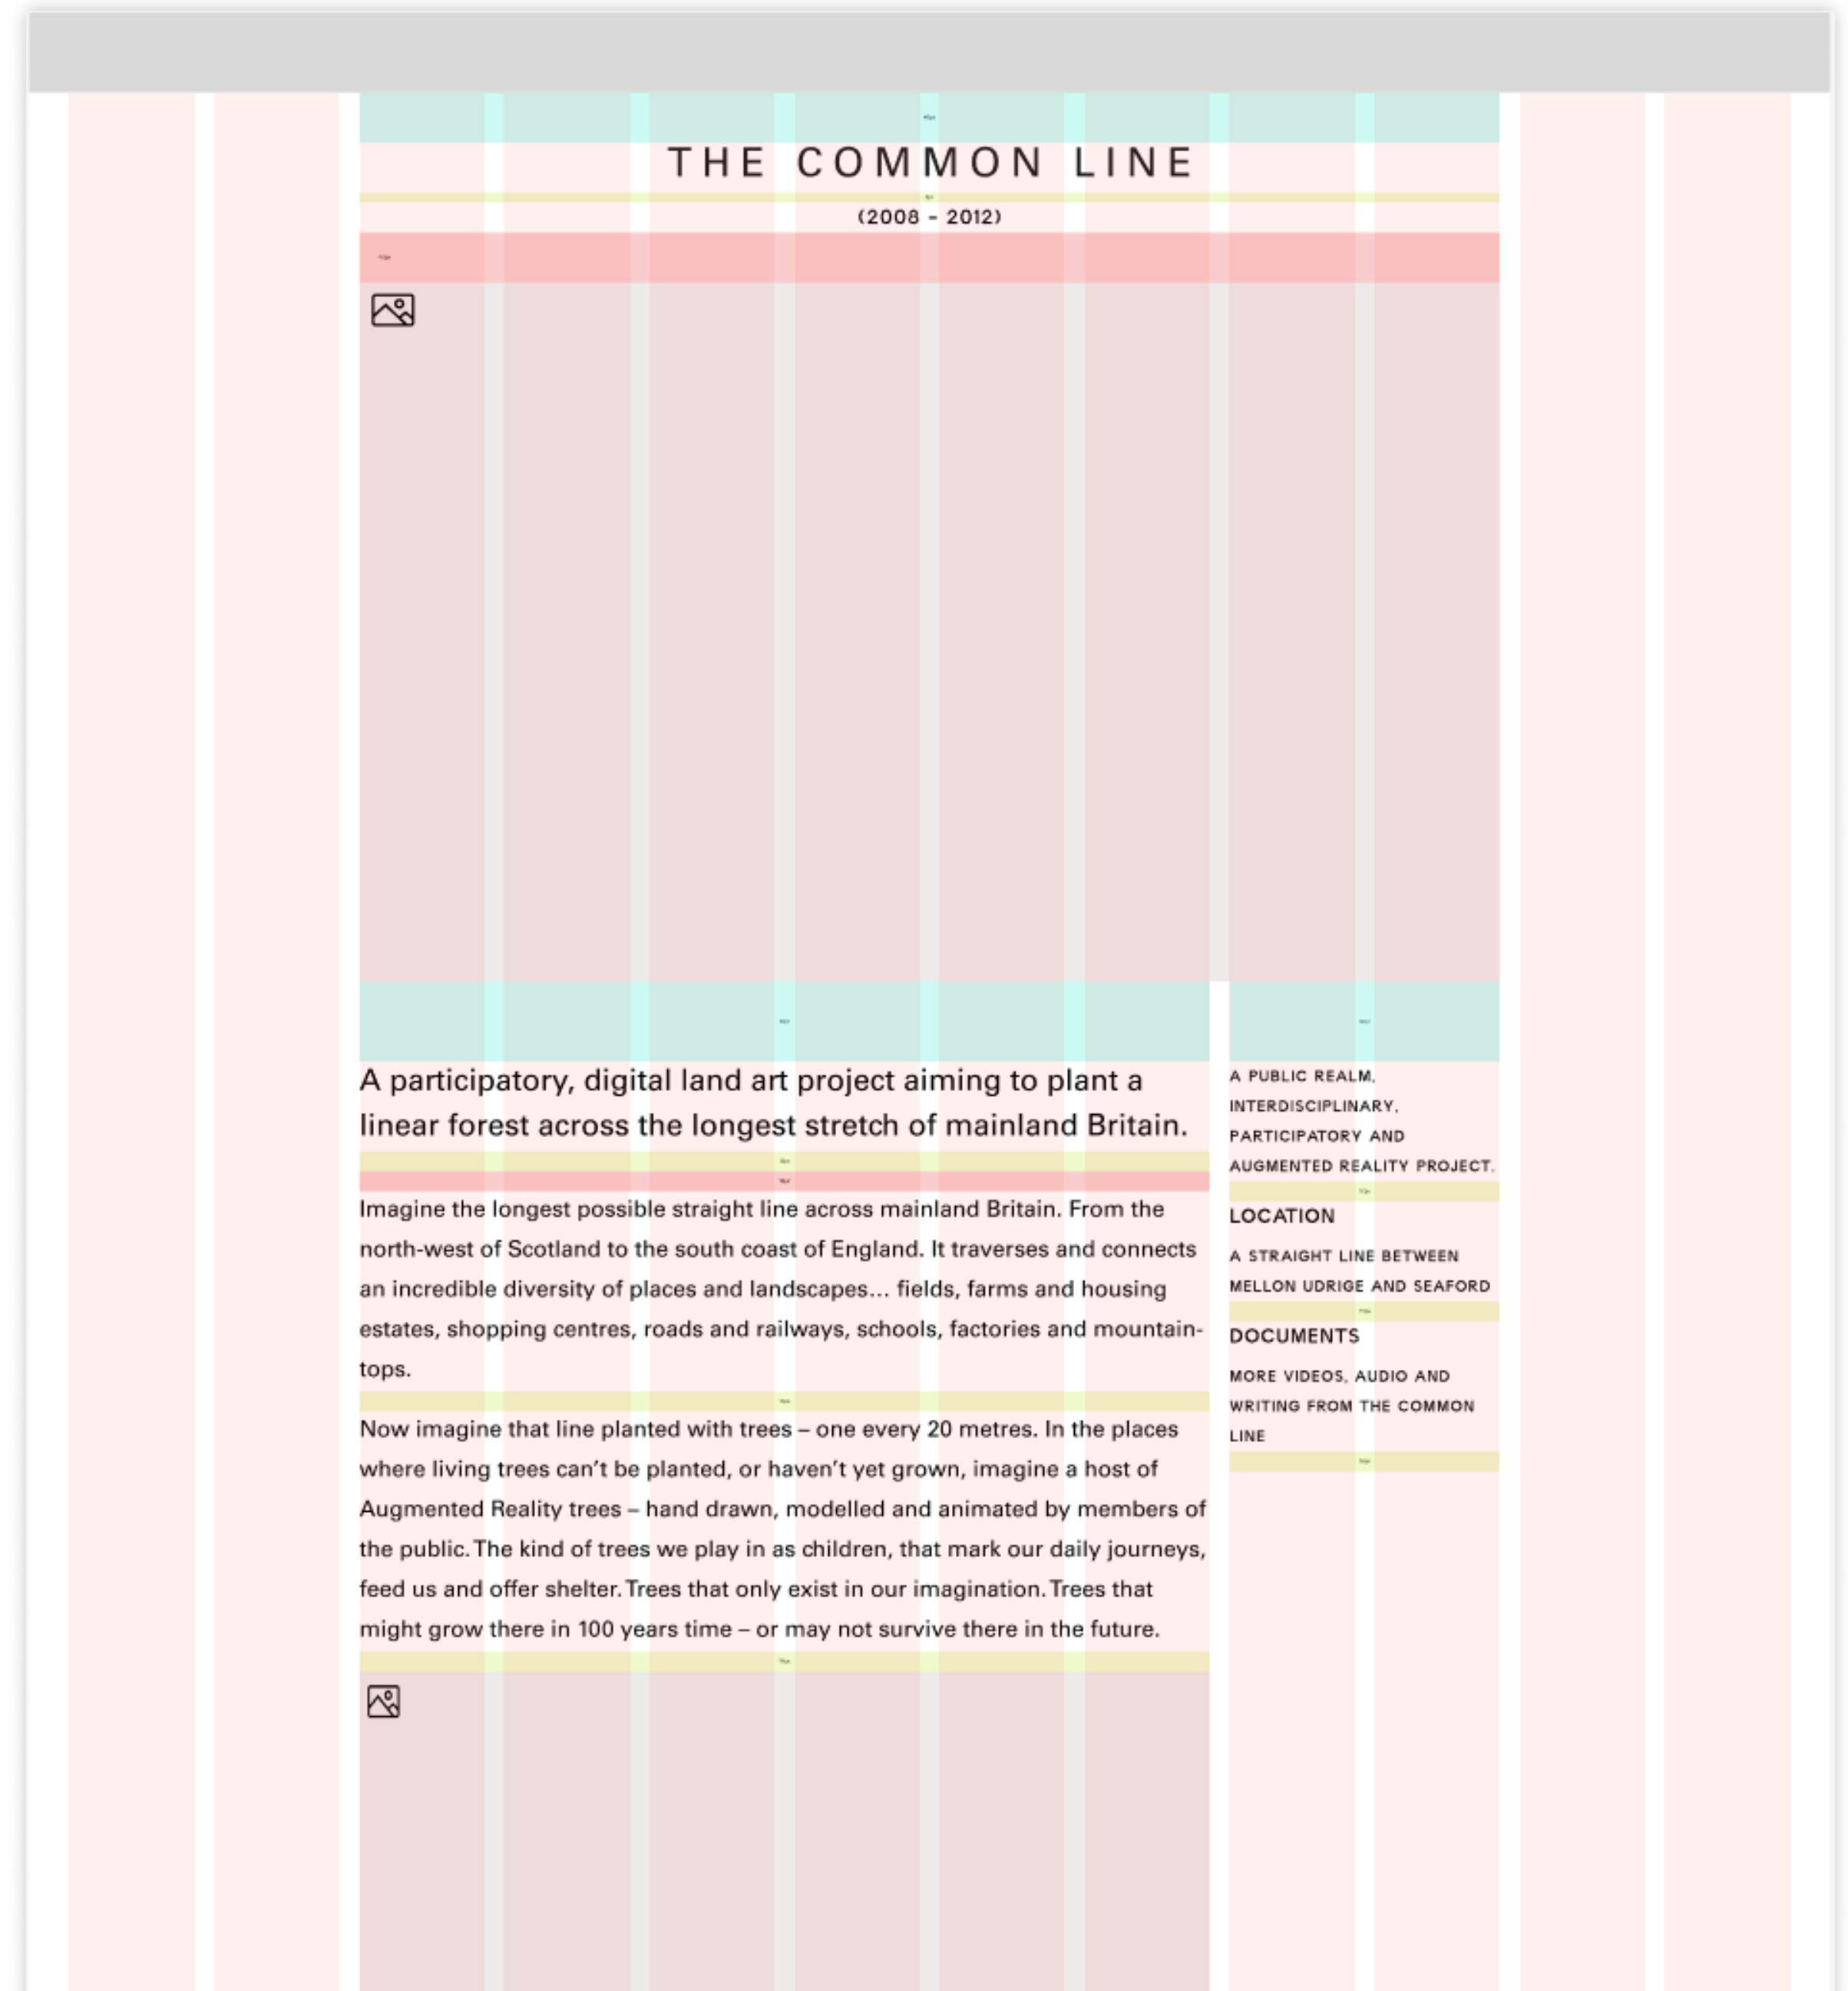 THE COMMON LINE
(2008 – 2012)
A participatory, digital land art project aiming to plant a
linear forest across the longest stretch of mainland Britain.
Imagine the longest possible straight line across mainland Britain. From the
north-west of Scotland to the south coast of England. It traverses and connects
an incredible diversity of places and landscapes... fields, farms and housing
estates, shopping centres, roads and railways, schools, factories and mountain-
tops.
Now imagine that line planted with trees – one every 20 metres. In the places
where living trees can't be planted, or haven't yet grown, imagine a host of
Augmented Reality trees – hand drawn, modelled and animated by members of
the public. The kind of trees we play in as children, that mark our daily journeys,
feed us and offer shelter. Trees that only exist in our imagination. Trees that
might grow there in 100 years time – or may not survive there in the future.
A PUBLIC REALM,
INTERDISCIPLINARY,
PARTICIPATORY AND
AUGMENTED REALITY PROJECT.
LOCATION
A STRAIGHT LINE BETWEEN
MELLON UDRIGE AND SEAFORD
DOCUMENTS
MORE VIDEOS, AUDIO AND
WRITING FROM THE COMMON
LINE